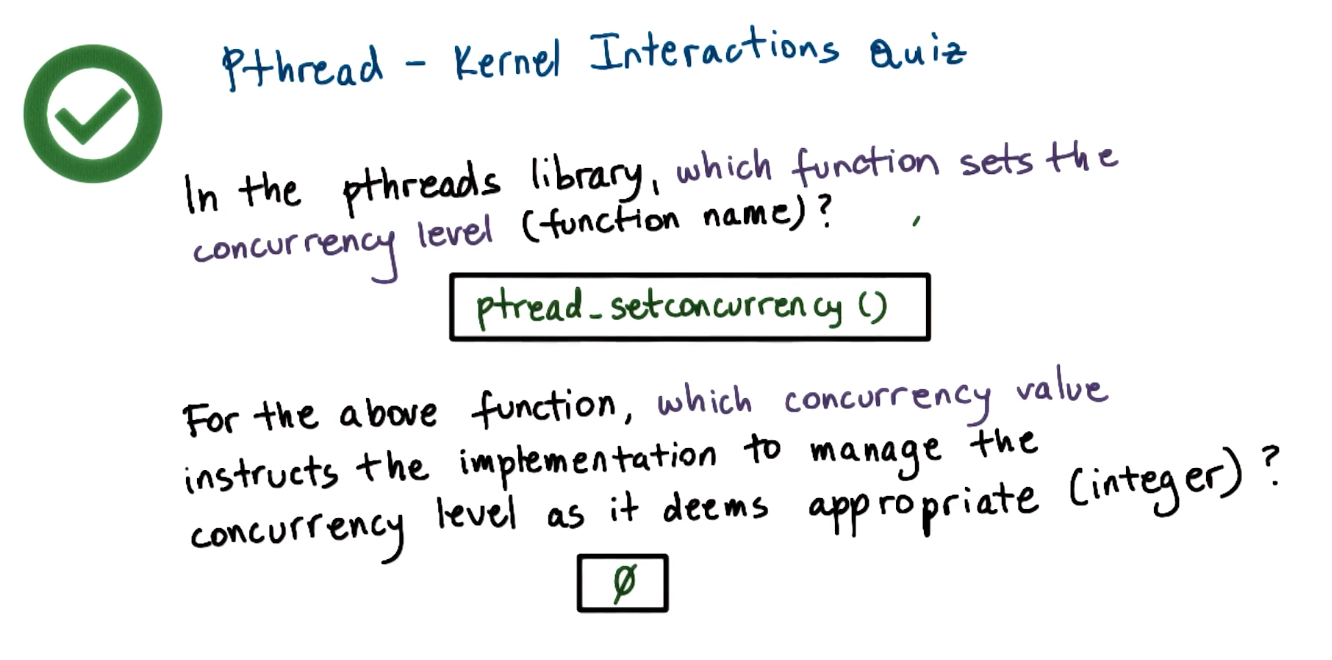 Pthread - Kernel Interactions Quiz
In the pthreads library, which function sets the
concurrency level (function name)?
ptread_setconcurrency()
For the above function, which concurrency value
instructs the implementation to manage the
concurrency level as it deems appropriate (integer)?
0